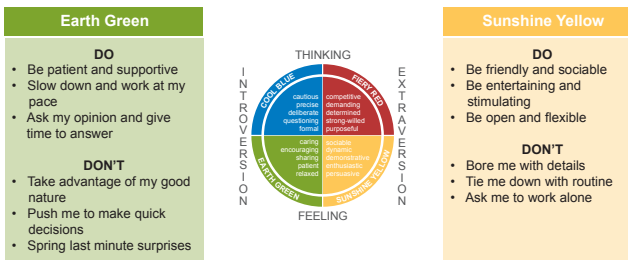 Earth Green
DO
• Be patient and supportive
• Slow down and work at my
pace
• Ask my opinion and give
time to answer
DON'T
• Take advantage of my good
nature
• Push me to make quick
decisions
• Spring last minute surprises
THINKING
INTROVERSION
COOL BLUE
cautious
precise
deliberate
questioning
formal
FIERY RED
competitive
demanding
determined
strong-willed
purposeful
EARTH GREEN
caring
encouraging
sharing
patient
relaxed
SUNSHINE YELLOW
sociable
dynamic
demonstrative
enthusiastic
persuasive
EXTRAVERSION
FEELING
Sunshine Yellow
DO
• Be friendly and sociable
• Be entertaining and
stimulating
• Be open and flexible
DON'T
• Bore me with details
• Tie me down with routine
• Ask me to work alone